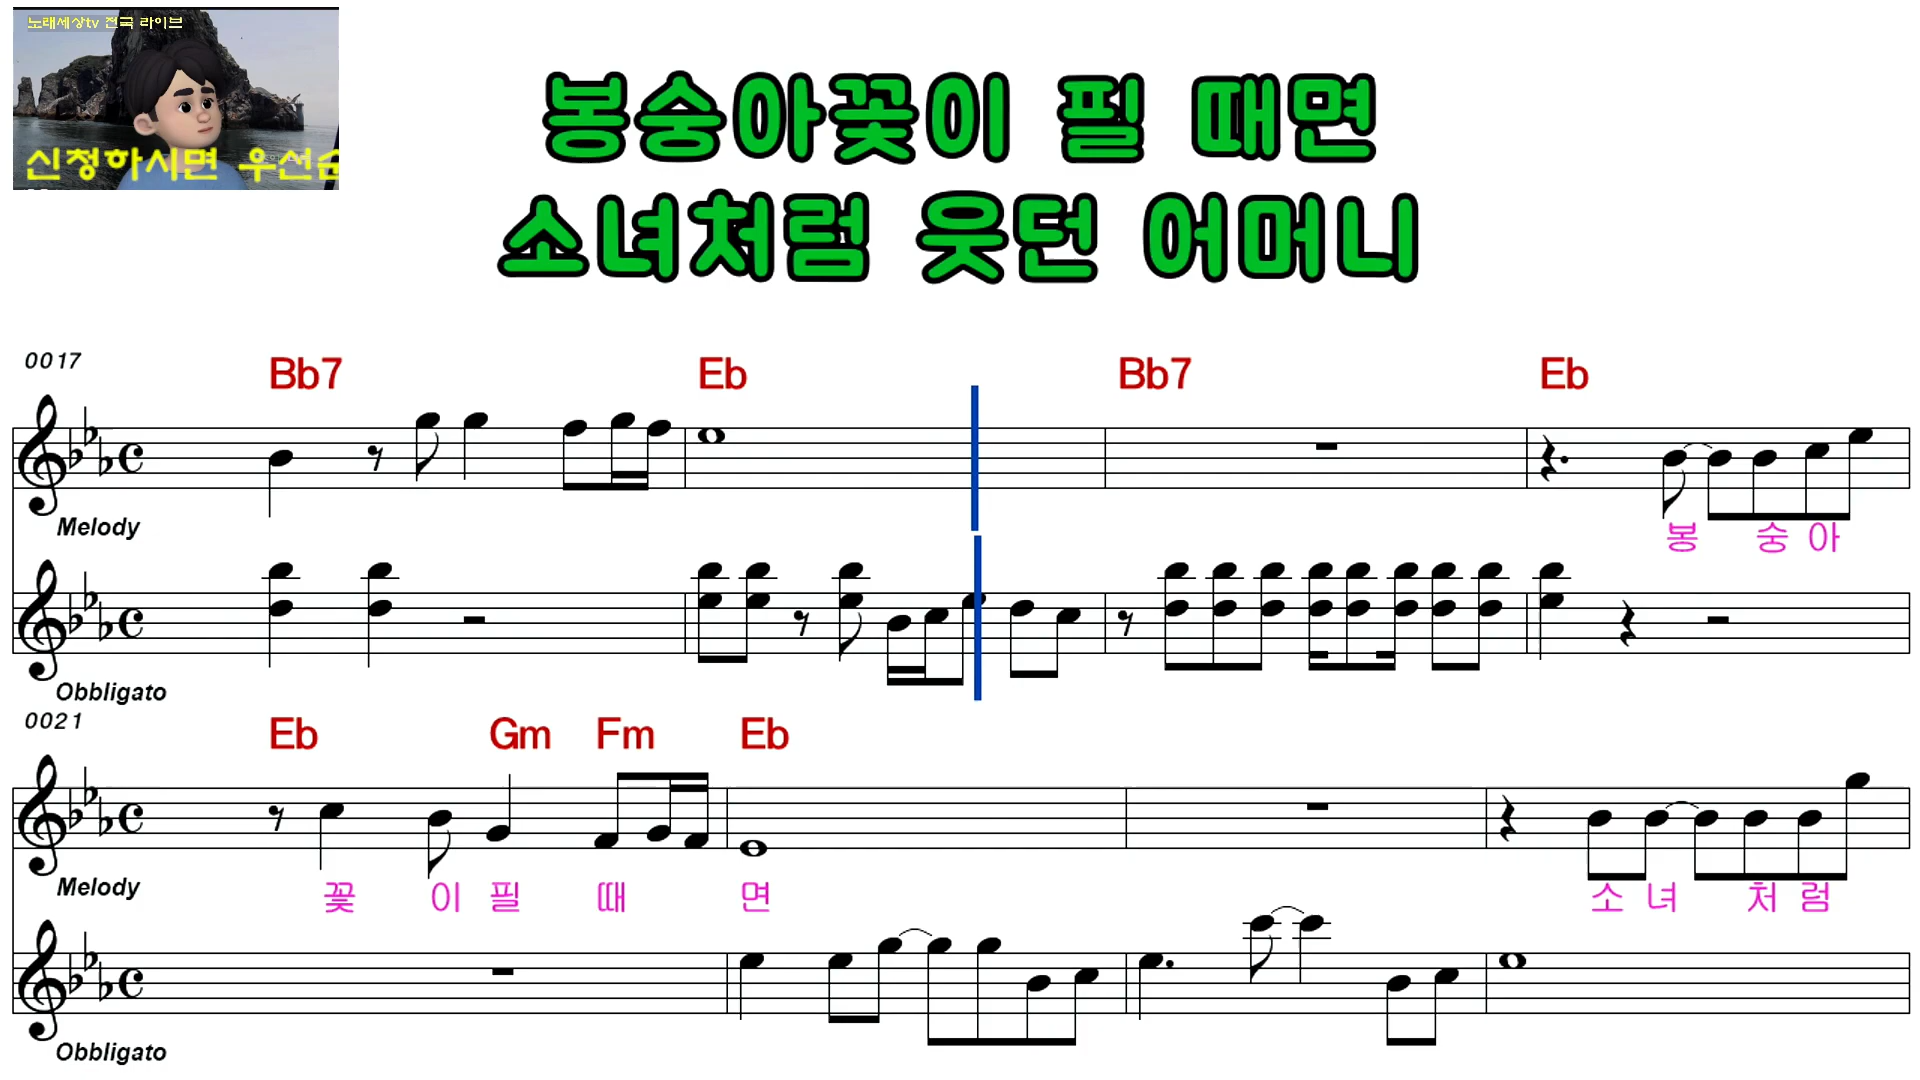 노래세상tv 전국 라이브
신청하시면 우선순
봉숭아꽃이 필 때면
소녀처럼 웃던 어머니
0017
Bb7 Eb Bb7 Eb
Melody
봉 숭 아
Obbligato
0021
Eb Gm Fm Eb
Melody
꽃 이 필 때 면 소 녀 처 럼
Obbligato